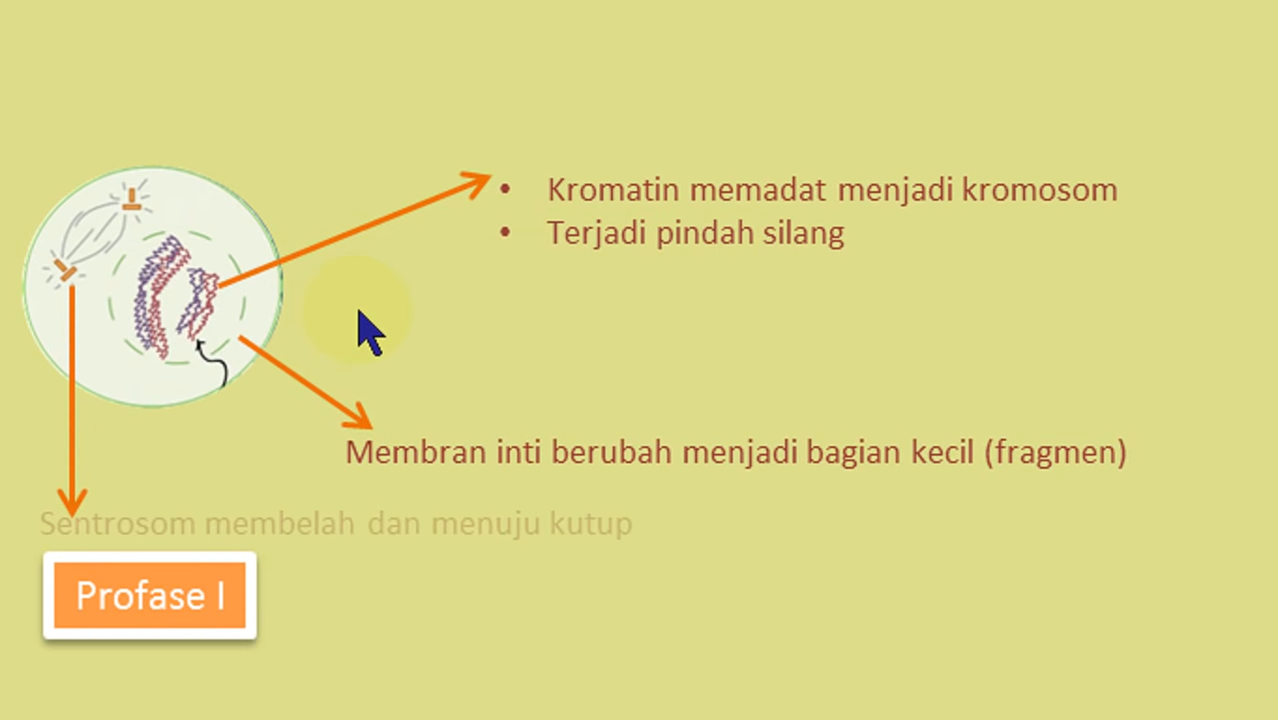 • Kromatin memadat menjadi kromosom
• Terjadi pindah silang
Membran inti berubah menjadi bagian kecil (fragmen)
Sentrosom membelah dan menuju kutup
Profase I